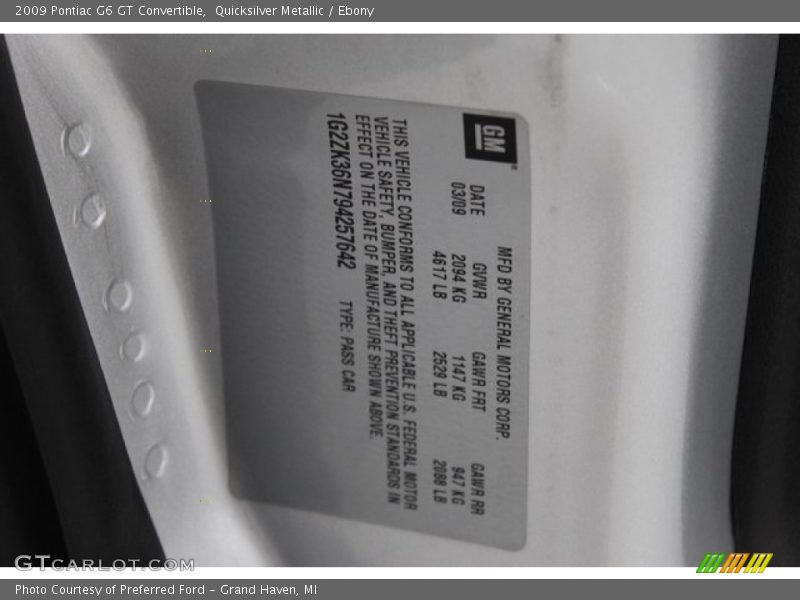 2009 Pontiac G6 GT Convertible,  Quicksilver Metallic / Ebony
GM
MFD BY GENERAL MOTORS CORP.
DATE GVWR GAWR FRT GAWR RR
03/09 2094 KG 1147 KG 947 KG
4617 LB 2529 LB 2088 LB
THIS VEHICLE CONFORMS TO ALL APPLICABLE U.S. FEDERAL MOTOR
VEHICLE SAFETY, BUMPER, AND THEFT PREVENTION STANDARDS IN
EFFECT ON THE DATE OF MANUFACTURE SHOWN ABOVE.
1G2ZK36N794257642 TYPE: PASS CAR
GTCARLOT.COM
Photo Courtesy of Preferred Ford – Grand Haven, MI